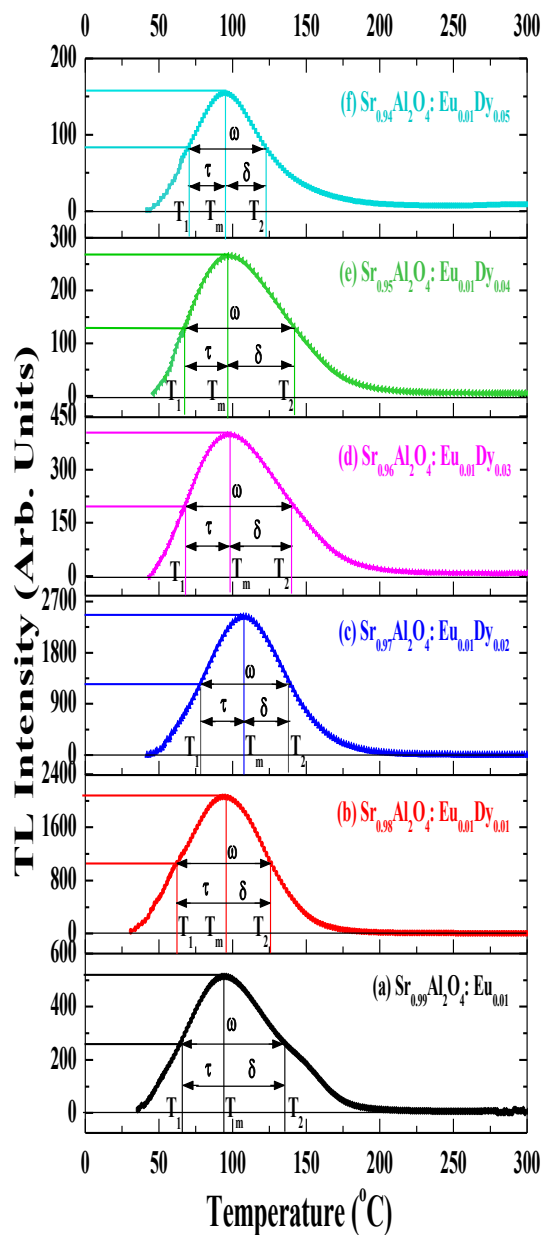 0 50 100 150 200 250 300
200
(f) Sr0.94Al2O4: Eu0.01Dy0.05
100
ω
τ δ
0
T1 Tm T2
300
(e) Sr0.95Al2O4: Eu0.01Dy0.04
200
ω
100
τ δ
T1 Tm T2
0
450
(d) Sr0.96Al2O4: Eu0.01Dy0.03
300
ω
150
τ δ
T1 Tm T2
0
2700
(c) Sr0.97Al2O4: Eu0.01Dy0.02
1800
ω
900
τ δ
T1 Tm T2
0
2400
(b) Sr0.98Al2O4: Eu0.01Dy0.01
1600
ω
800
τ δ
T1 Tm T2
0
600
(a) Sr0.99Al2O4: Eu0.01
400
ω
200
τ δ
0
T1 Tm T2
0 50 100 150 200 250 300
Temperature (⁰C)
TL Intensity (Arb. Units)